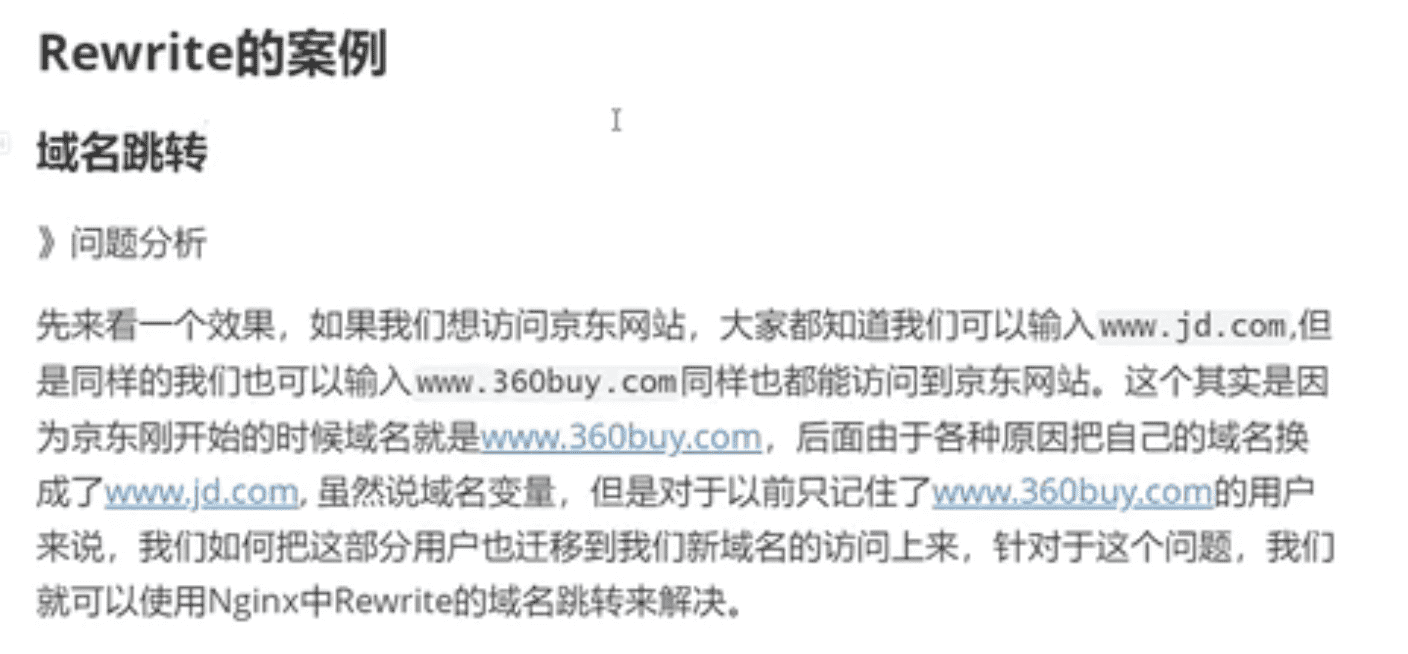 Rewrite的案例
域名跳转
》问题分析
先来看一个效果，如果我们想访问京东网站，大家都知道我们可以输入www.jd.com,但
是同样的我们也可以输入www.360buy.com同样也都能访问到京东网站。这个其实是因
为京东刚开始的时候域名就是www.360buy.com，后面由于各种原因把自己的域名换
成了www.jd.com, 虽然说域名变量，但是对于以前只记住了www.360buy.com的用户
来说，我们如何把这部分用户也迁移到我们新域名的访问上来，针对于这个问题，我们
就可以使用Nginx中Rewrite的域名跳转来解决。